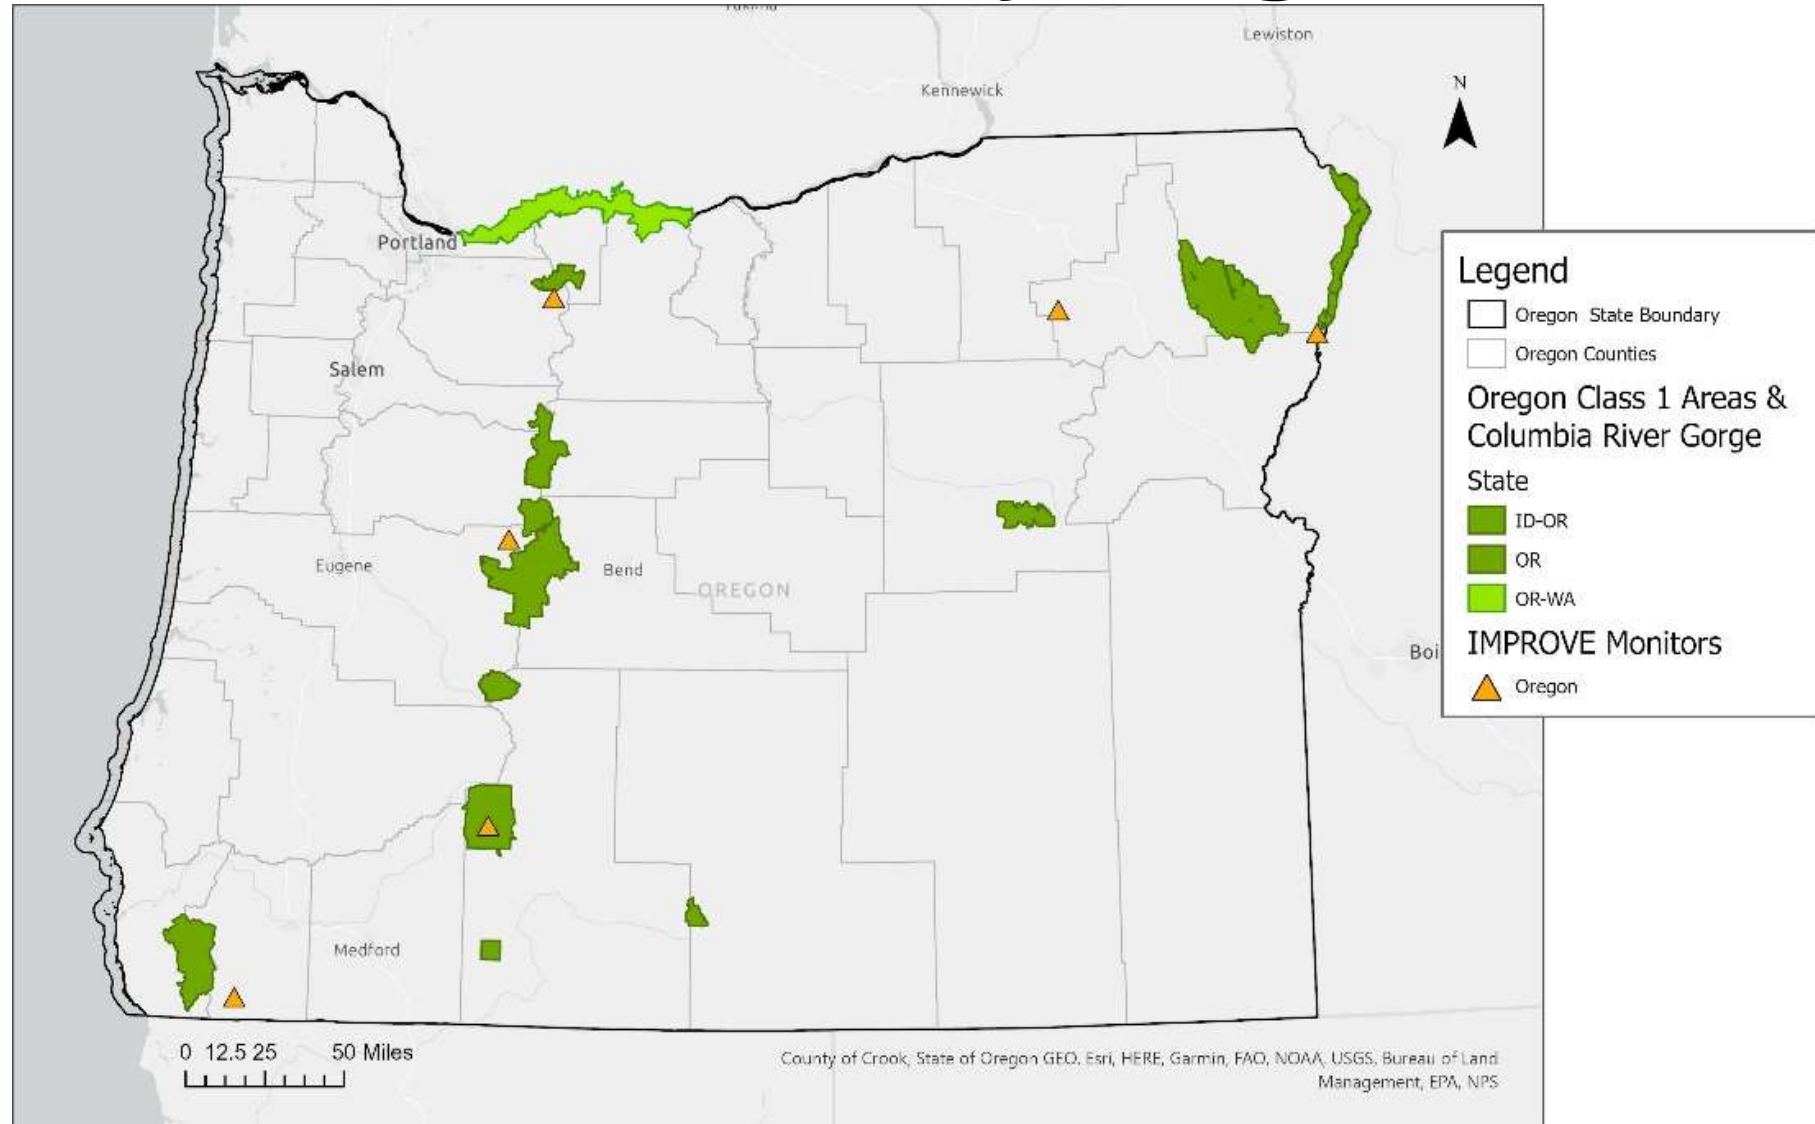 Lewiston
Kennewick
N
Portland
Salem
Eugene
Bend
OREGON
Boi
Medford
Legend
Oregon State Boundary
Oregon Counties
Oregon Class 1 Areas &
Columbia River Gorge
State
ID-OR
OR
OR-WA
IMPROVE Monitors
Oregon
0 12.5 25 50 Miles
County of Crook, State of Oregon GEO, Esri, HERE, Garmin, FAO, NOAA, USGS, Bureau of Land
Management, EPA, NPS